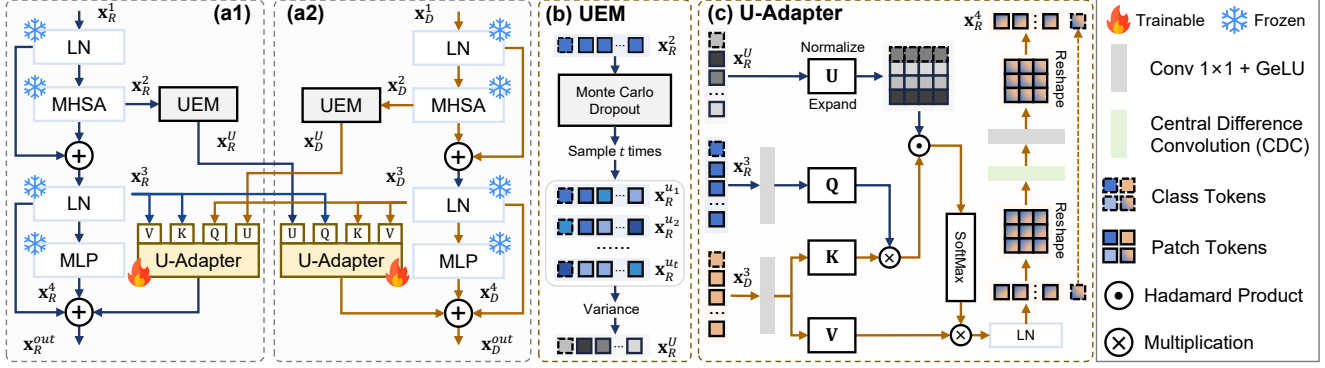 x_R^1
(a1)
LN
MHSA
x_R^2
UEM
x_R^U
x_R^3
LN
V K Q U
U-Adapter
MLP
x_R^4
x_R^out
(a2)
x_D^1
LN
MHSA
x_D^2
UEM
x_D^U
x_D^3
LN
U Q K V
U-Adapter
MLP
x_D^4
x_D^out
(b) UEM
x_R^2
Monte Carlo
Dropout
Sample t times
x_R^{u_1}
x_R^{u_2}
......
x_R^{u_t}
Variance
x_R^U
(c) U-Adapter
x_R^U
Normalize
U
Expand
x_R^3
Q
x_D^3
K
V
SoftMax
LN
Reshape
Reshape
x_R^4
Trainable
Frozen
Conv 1×1 + GeLU
Central Difference
Convolution (CDC)
Class Tokens
Patch Tokens
Hadamard Product
Multiplication